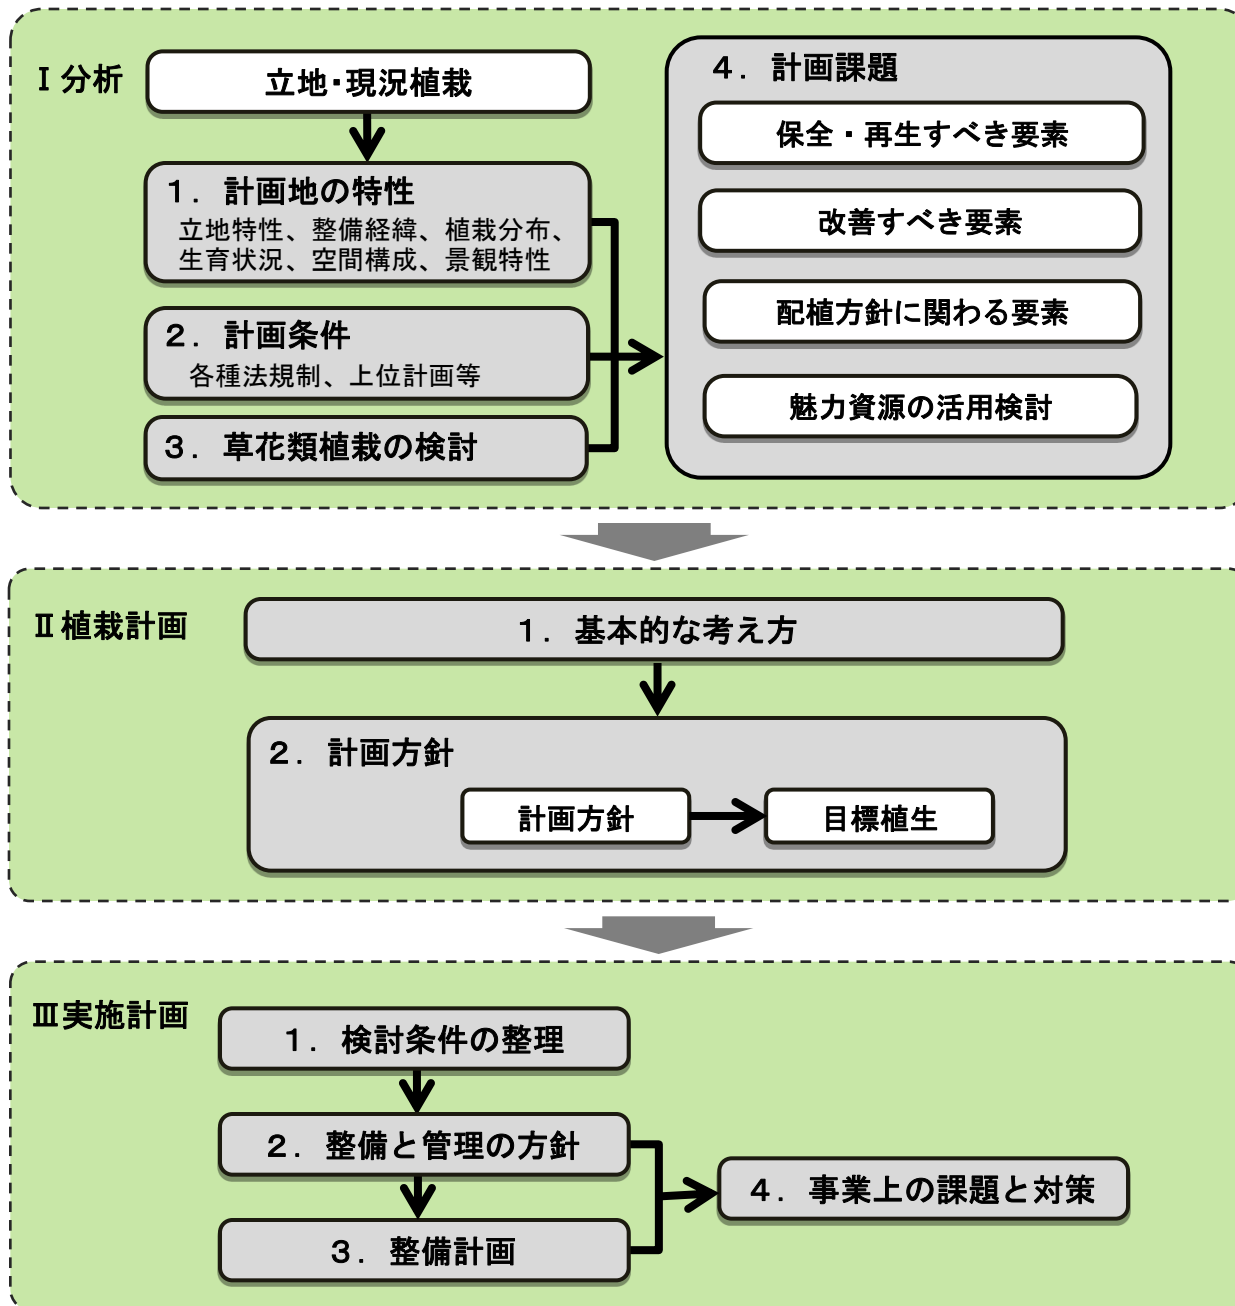 Ⅰ分析
立地・現況植栽
１．計画地の特性
立地特性、整備経緯、植栽分布、
生育状況、空間構成、景観特性
２．計画条件
各種法規制、上位計画等
３．草花類植栽の検討
４．計画課題
保全・再生すべき要素
改善すべき要素
配植方針に関わる要素
魅力資源の活用検討
Ⅱ植栽計画
１．基本的な考え方
２．計画方針
計画方針
目標植生
Ⅲ実施計画
１．検討条件の整理
２．整備と管理の方針
３．整備計画
４．事業上の課題と対策